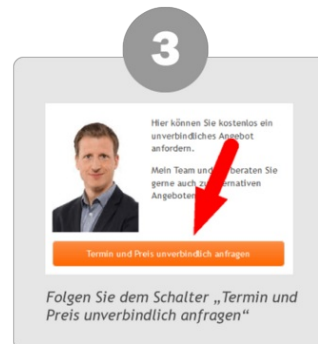 3
Hier können Sie kostenlos ein
unverbindliches Angebot
anfordern.
Mein Team und beraten Sie
gerne auch zu
Angeboten
Termin und Preis unverbindlich anfragen
Folgen Sie dem Schalter „Termin und
Preis unverbindlich anfragen“